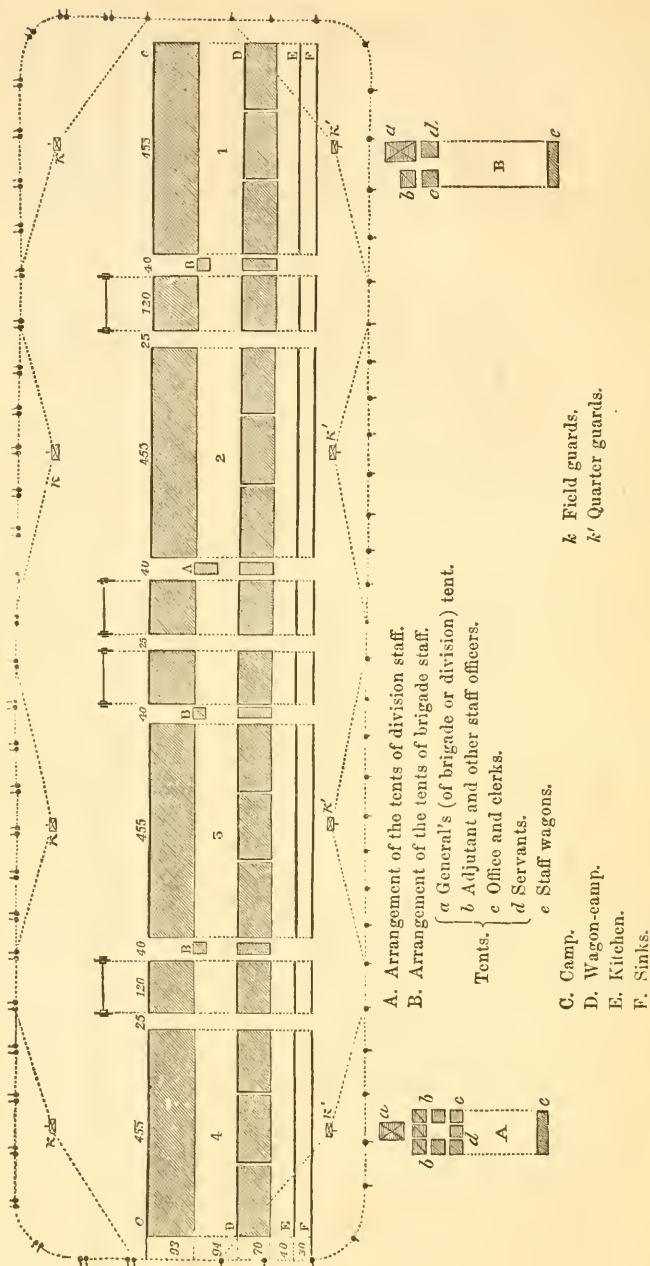 k k k k
C 455 25 120 40 455 40 25 40 455 25 120 40 455 C
93
B B A B
94 4 3 2 1
D D
70
40 E E
30 F F
k' k' k' k'
a
b b
d c
A
e
A. Arrangement of the tents of division staff.
B. Arrangement of the tents of brigade staff.
Tents.
a General's (of brigade or division) tent.
b Adjutant and other staff officers.
c Office and clerks.
d Servants.
e Staff wagons.
b a
c d
B
e
C. Camp.
D. Wagon-camp.
E. Kitchen.
F. Sinks.
k Field guards.
k' Quarter guards.